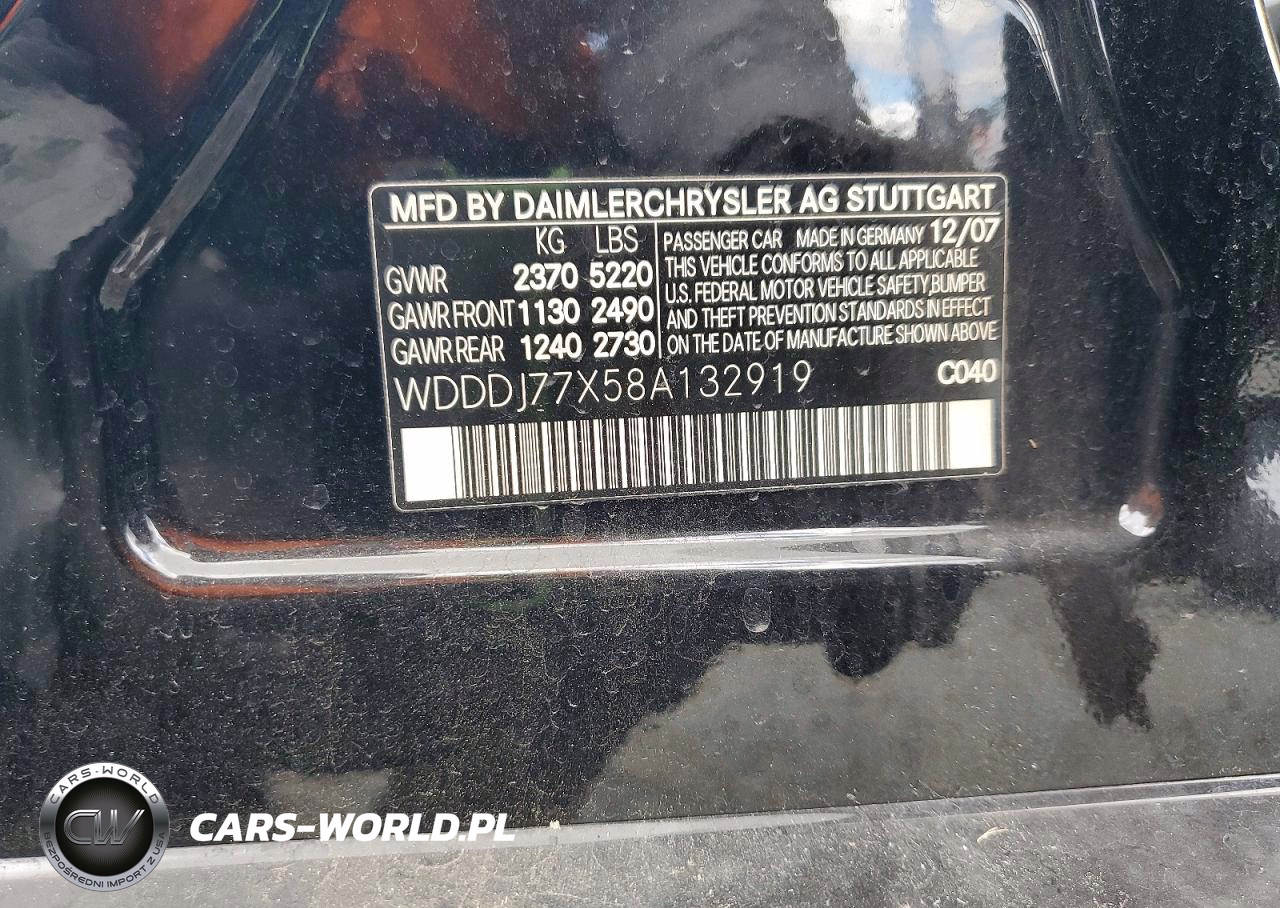 MFD BY DAIMLERCHRYSLER AG STUTTGART
KG LBS
GVWR 2370 5220
GAWR FRONT 1130 2490
GAWR REAR 1240 2730
PASSENGER CAR MADE IN GERMANY 12/07
THIS VEHICLE CONFORMS TO ALL APPLICABLE
U.S. FEDERAL MOTOR VEHICLE SAFETY,BUMPER
AND THEFT PREVENTION STANDARDS IN EFFECT
ON THE DATE OF MANUFACTURE SHOWN ABOVE
WDDDJ77X58A132919 C040
CARS-WORLD
CW
BEZPOŚREDNI IMPORT Z USA
CARS-WORLD.PL